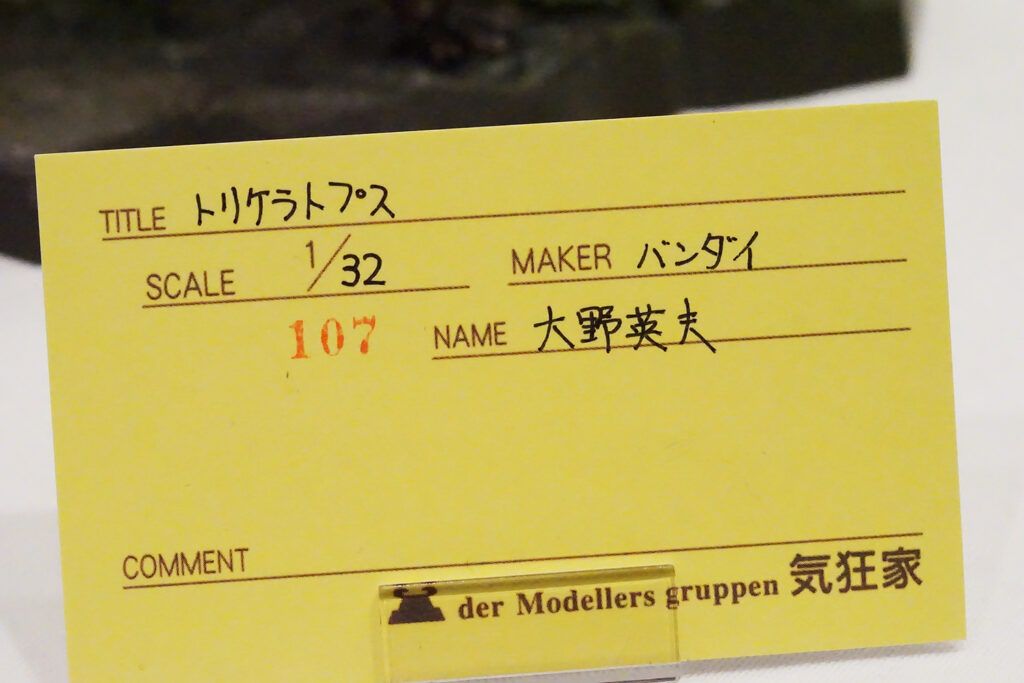 TITLE トリケラトプス
SCALE 1/32 MAKER バンダイ
107 NAME 大野英夫
COMMENT
der Modellers gruppen 気狂家